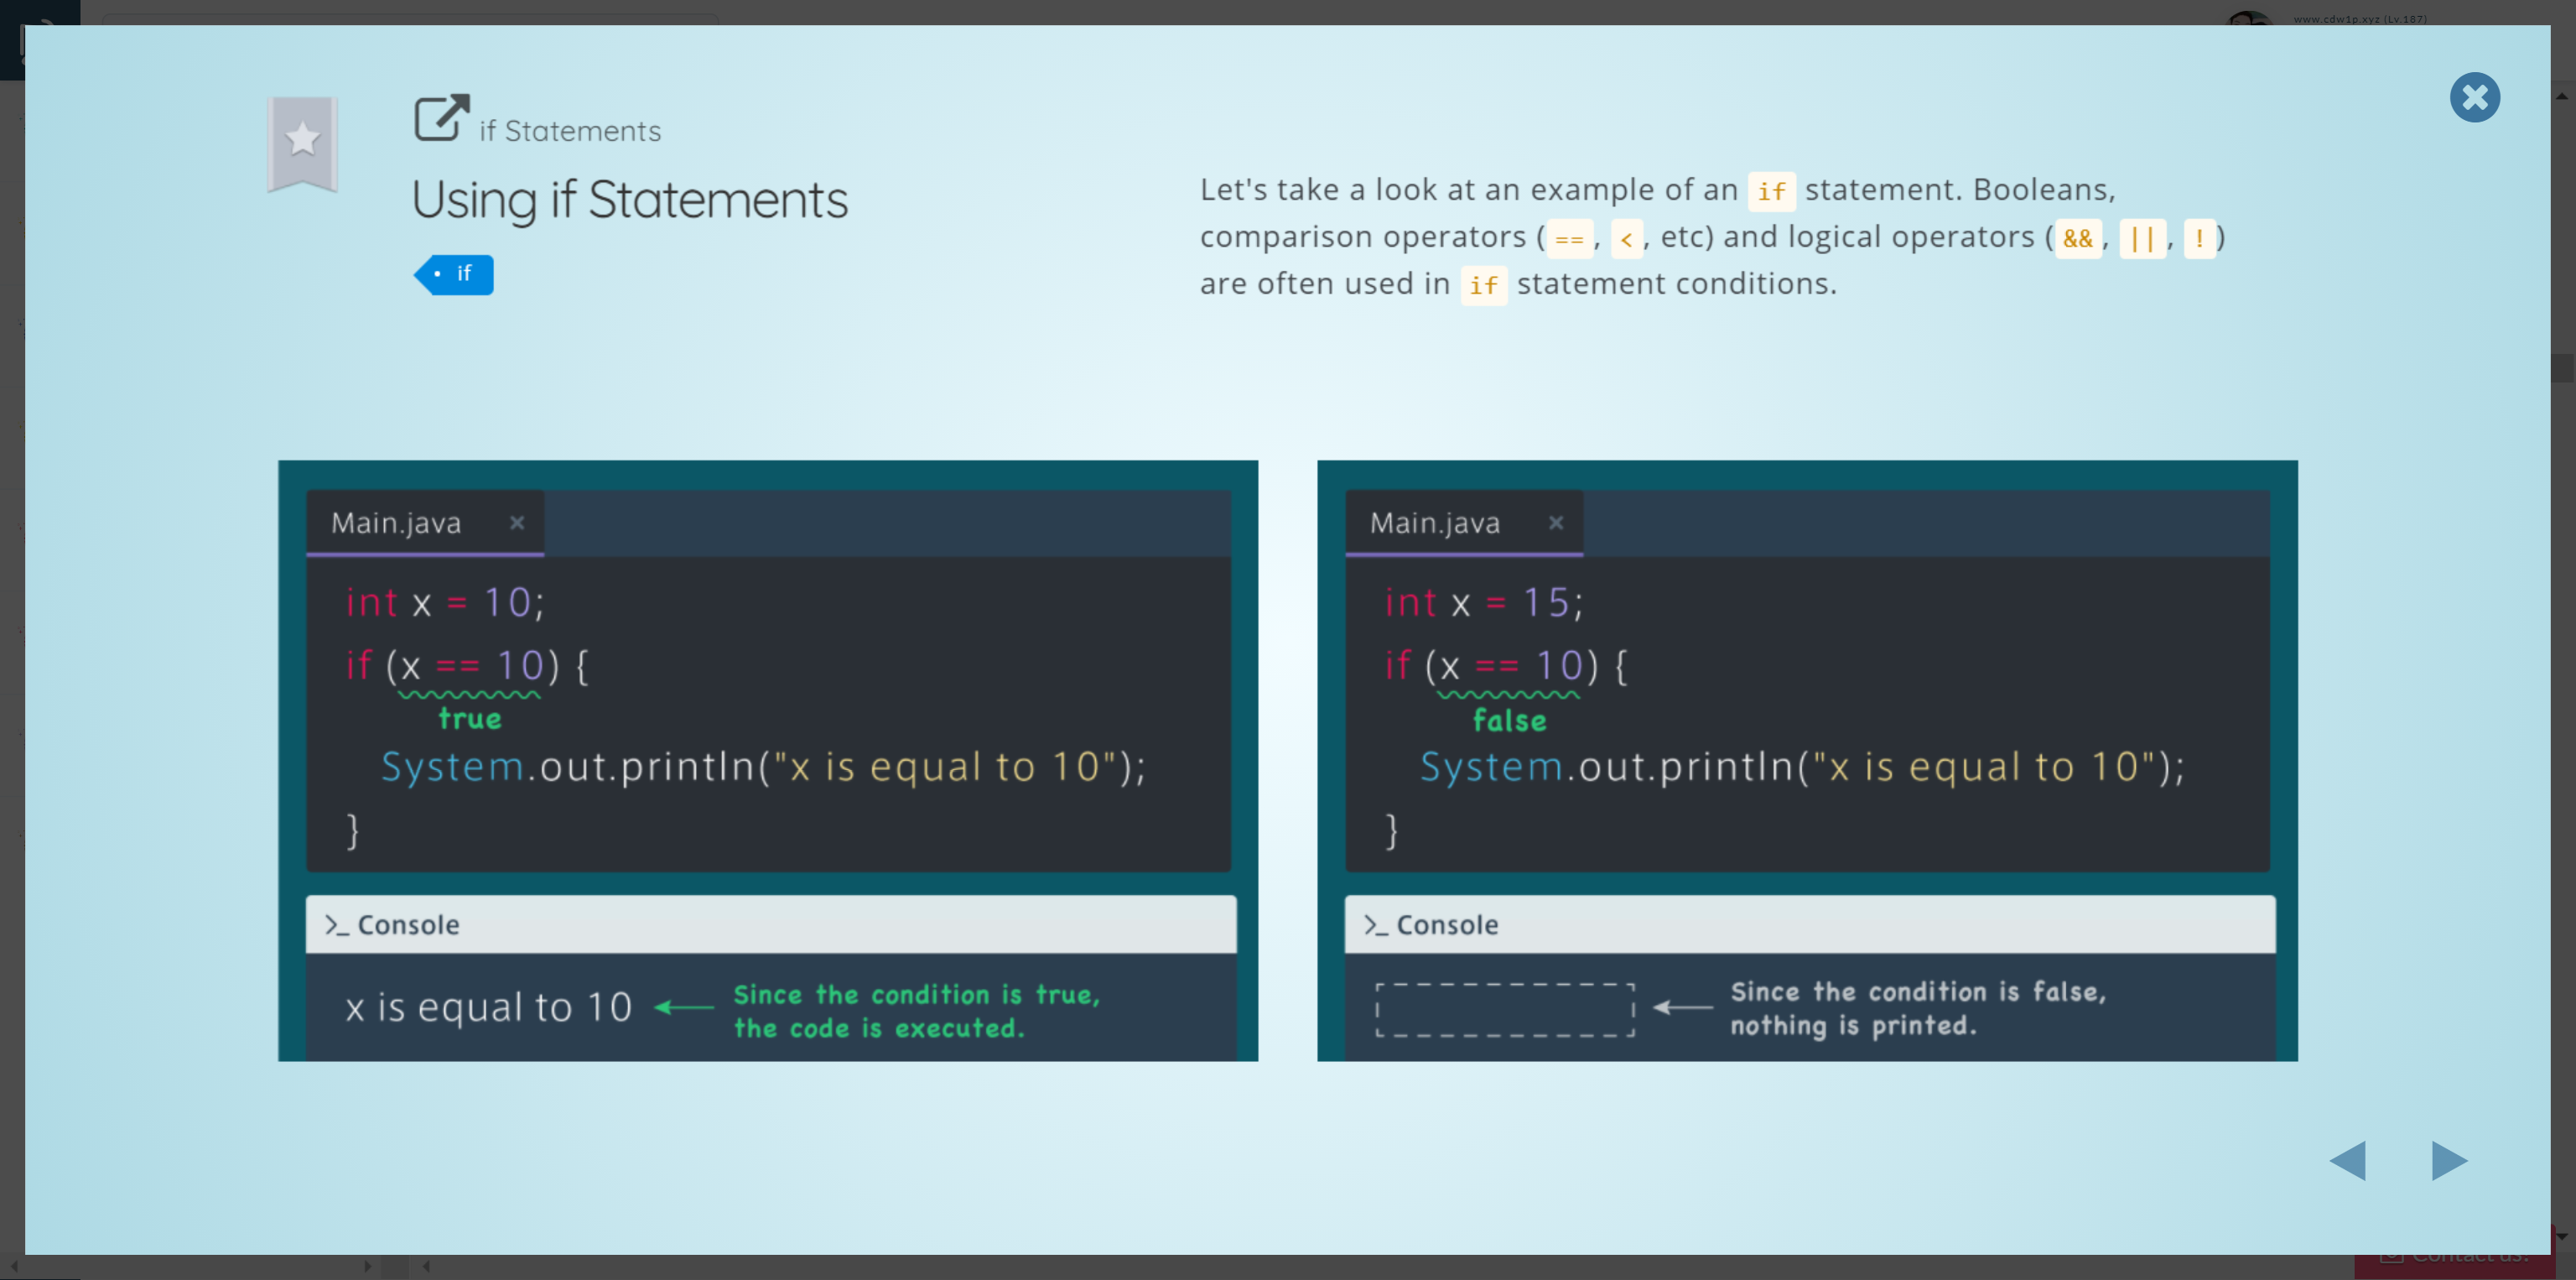 www.cdw1p.xyz (Lv.187)
if Statements
Using if Statements
• if
Let's take a look at an example of an if statement. Booleans,
comparison operators ( == , < , etc) and logical operators ( && , || , ! )
are often used in if statement conditions.
Main.java ×
int x = 10;
if (x == 10) {
true
System.out.println("x is equal to 10");
}
>_ Console
x is equal to 10
Since the condition is true,
the code is executed.
Main.java ×
int x = 15;
if (x == 10) {
false
System.out.println("x is equal to 10");
}
>_ Console
Since the condition is false,
nothing is printed.
Contact us!